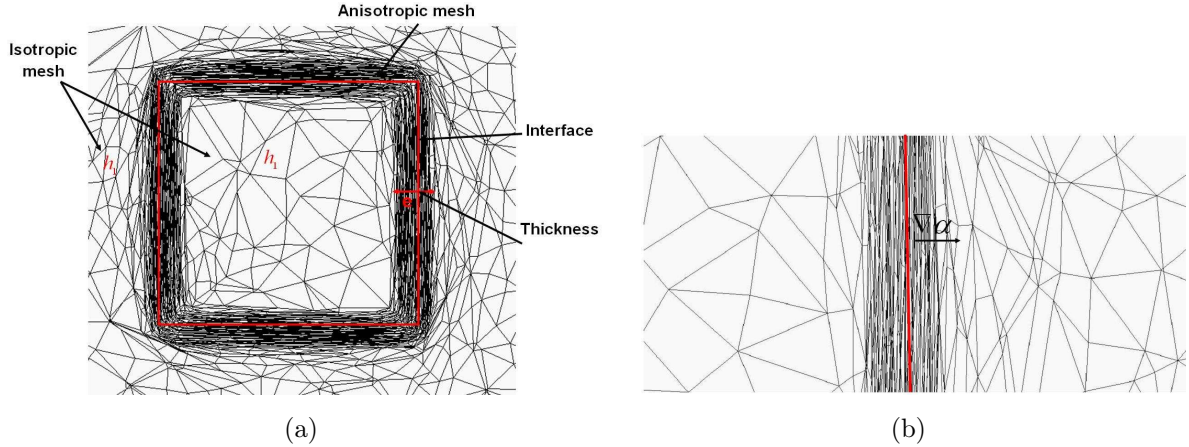 Anisotropic mesh
Isotropic
mesh
Interface
h₁
h₁
e
Thickness
∇α
(a)
(b)